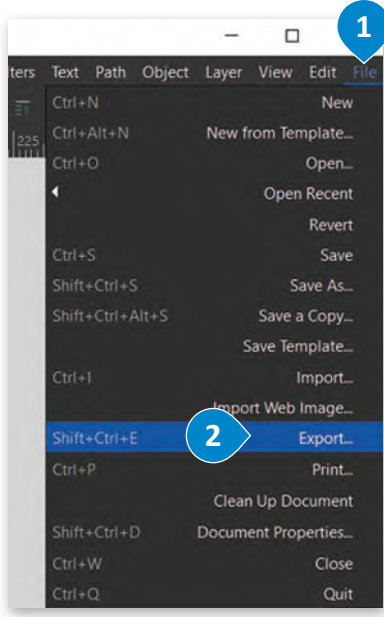 1
File Edit View Layer Object Path Text ters
225
New Ctrl+N
New from Template... Ctrl+Alt+N
Open... Ctrl+O
Open Recent
Revert
Save Ctrl+S
Save As... Shift+Ctrl+S
Save a Copy... Shift+Ctrl+Alt+S
Save Template...
Import... Ctrl+I
Import Web Image...
2 Export... Shift+Ctrl+E
Print... Ctrl+P
Clean Up Document
Document Properties... Shift+Ctrl+D
Close Ctrl+W
Quit Ctrl+Q